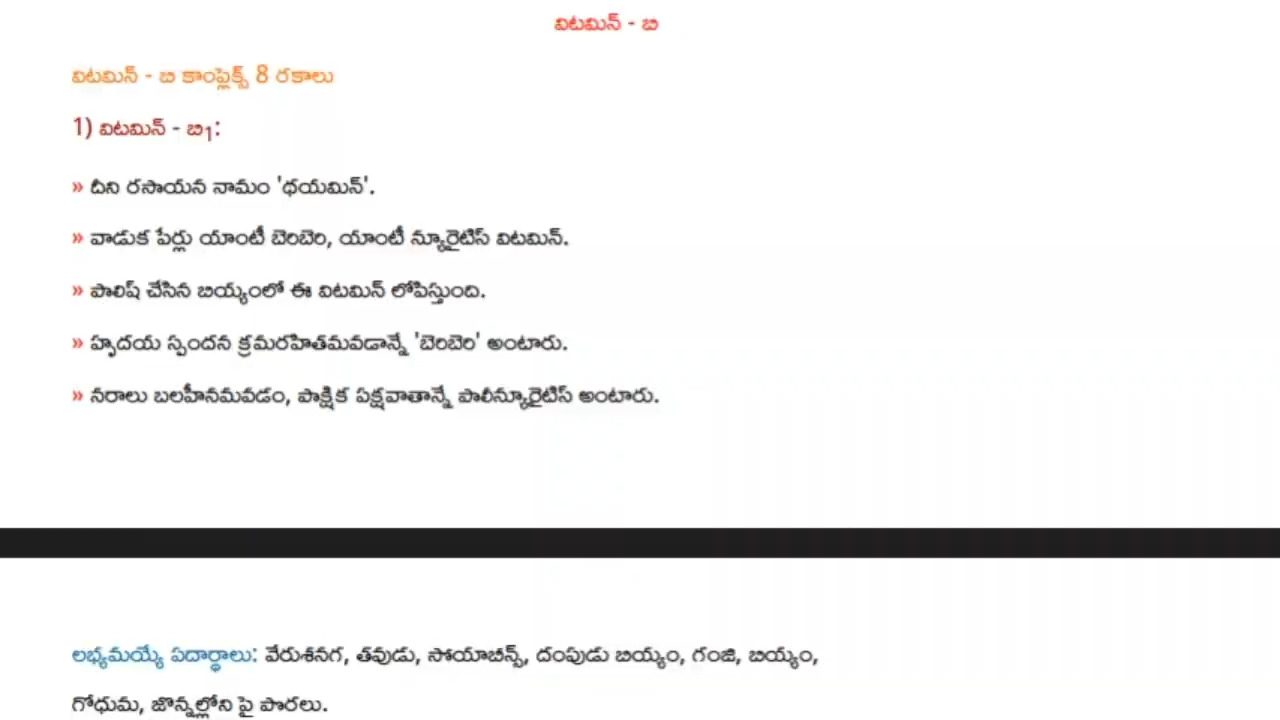 విటమిన్ - బి
విటమిన్ - బి కాంప్లెక్స్ 8 రకాలు
1) విటమిన్ - బి1:
» దీని రసాయన నామం 'థయమిన్'.
» వాడుక పేర్లు యాంటీ బెరిబెరి, యాంటీ న్యూరైటిస్ విటమిన్.
» పాలిష్ చేసిన బియ్యంలో ఈ విటమిన్ లోపిస్తుంది.
» హృదయ స్పందన క్రమరహితమవడాన్నే 'బెరిబెరి' అంటారు.
» నరాలు బలహీనమవడం, పాక్షిక పక్షవాతాన్నే పాలీన్యూరైటిస్ అంటారు.
లభ్యమయ్యే పదార్థాలు: వేరుశనగ, తవుడు, సోయాబీన్స్, దంపుడు బియ్యం, గంజి, బియ్యం,
గోధుమ, జొన్నల్లోని పై పొరలు.